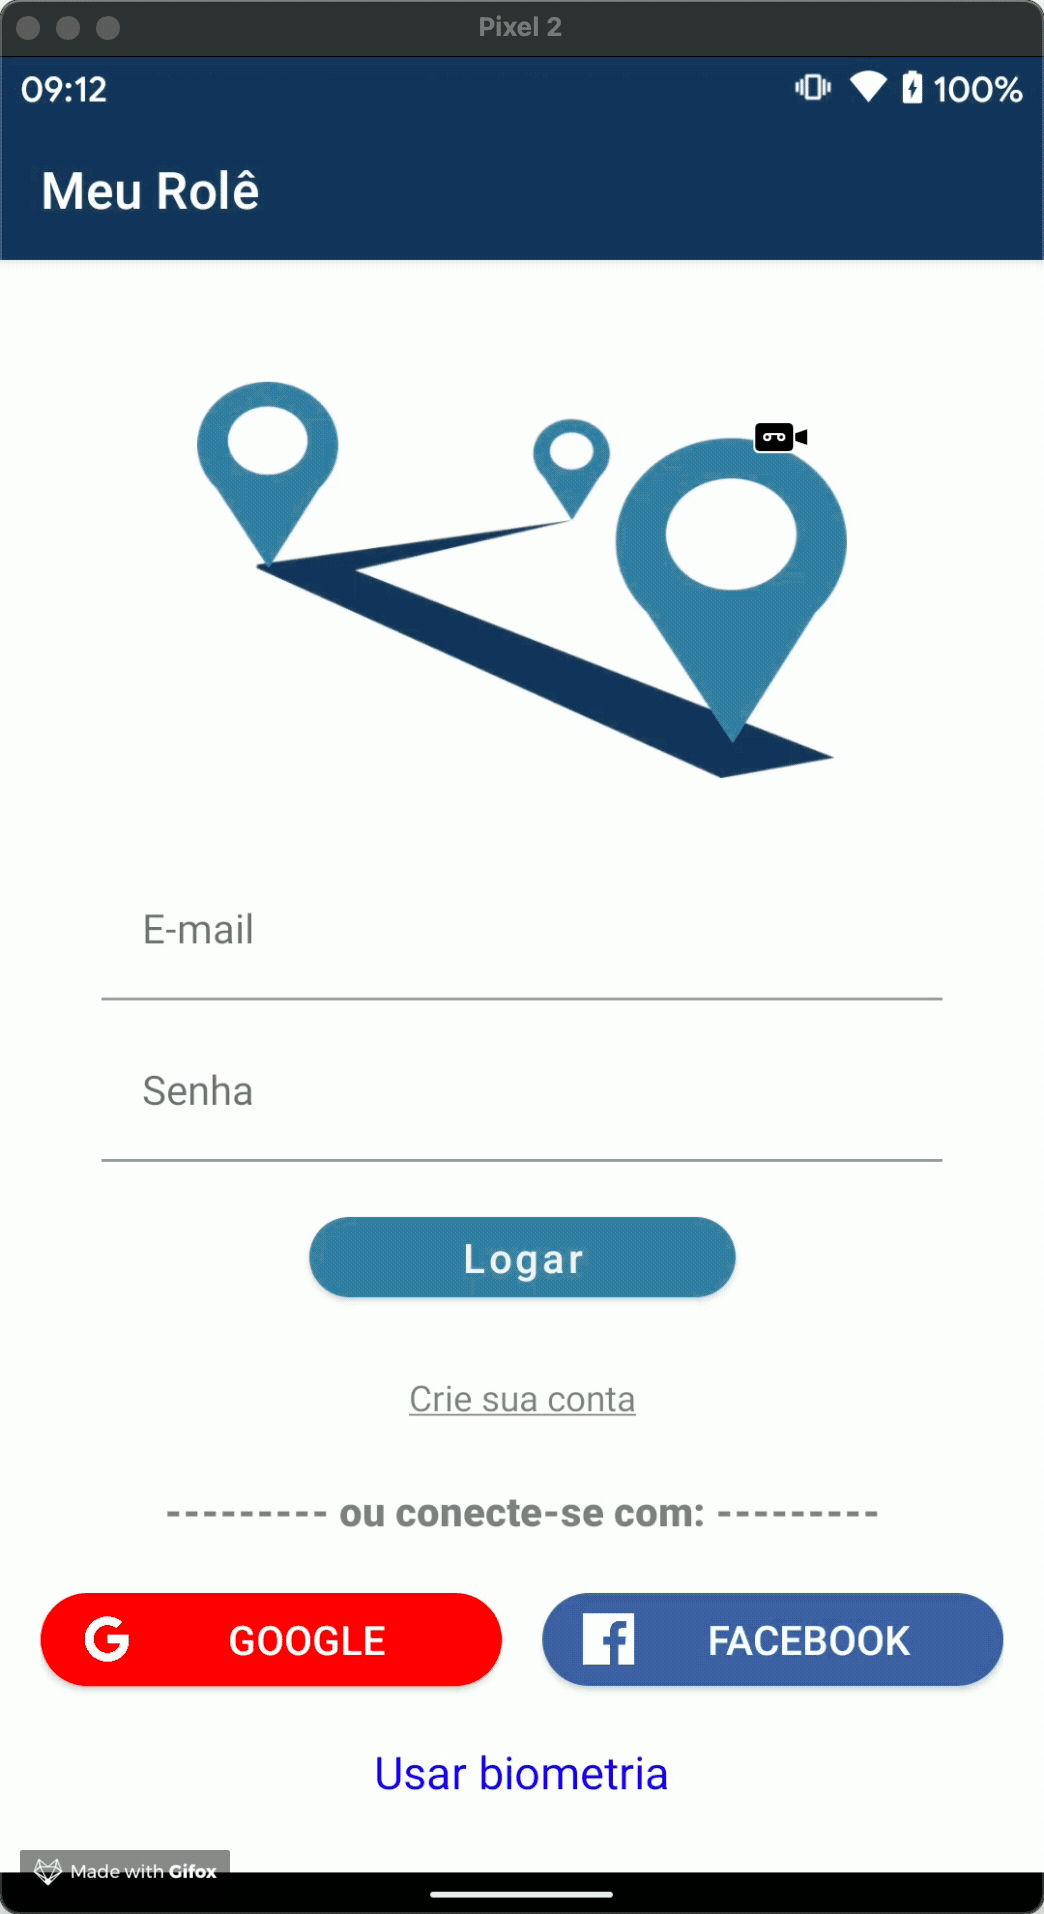 Pixel 2
09:12
100%
Meu Rolê
E-mail
Senha
Logar
Crie sua conta
--------- ou conecte-se com: ---------
G GOOGLE
f FACEBOOK
Usar biometria
Made with Gifox